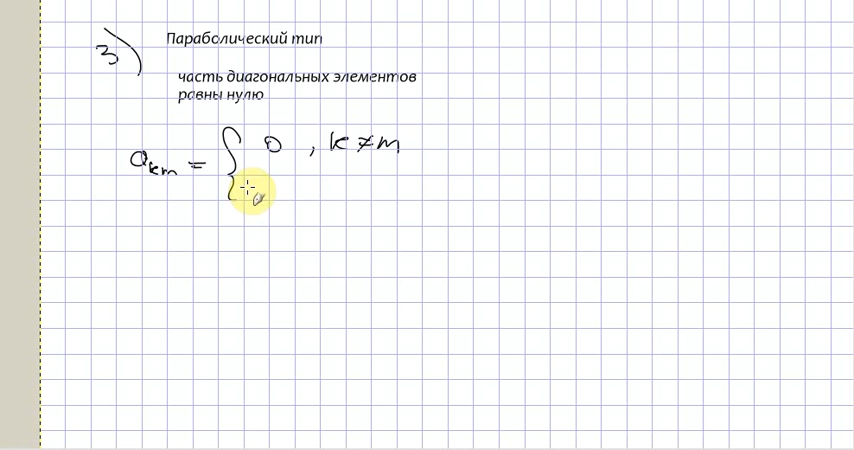 3)
Параболический тип
часть диагональных элементов
равны нулю
a_km = { 0 , k ≠ m